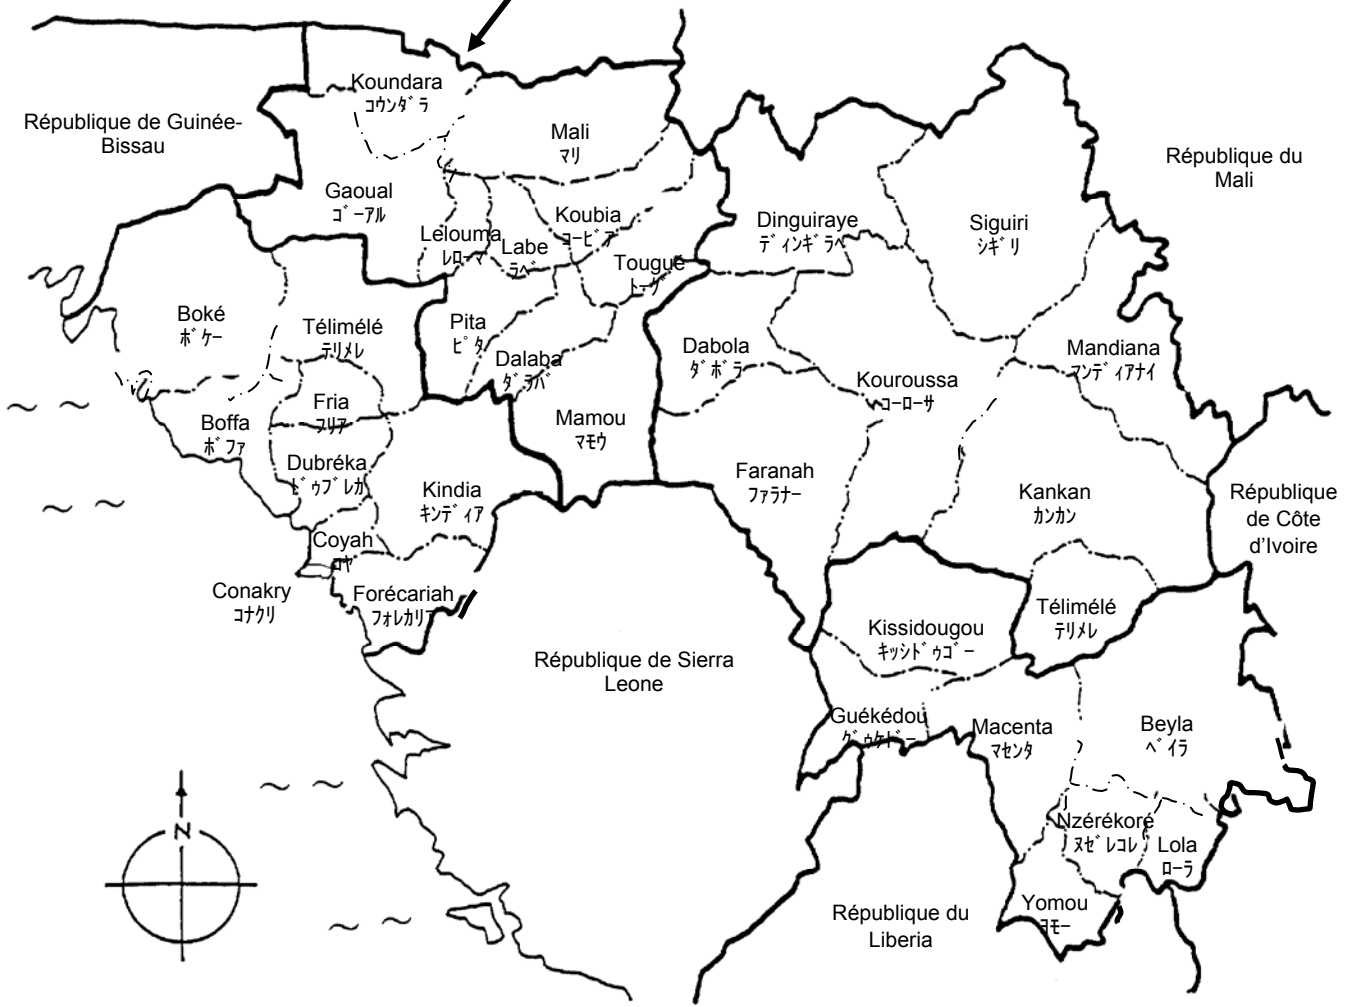 Koundara
コウンダラ
République de Guinée-
Bissau
Mali
マリ
République du
Mali
Gaoual
ゴーアル
Koubia
コービア
Dinguiraye
ディンギラベ
Siguiri
シギリ
Lelouma
レローマ
Labe
ラベ
Tougué
トーグ
Boké
ボケー
Télimélé
テリメレ
Pita
ピタ
Dalaba
ダラバ
Dabola
ダボラ
Kouroussa
コーローサ
Mandiana
マンディアナイ
Fria
フリア
Boffa
ボファ
Mamou
マモウ
Dubréka
ドゥブレカ
Kindia
キンディア
Faranah
ファラナー
Kankan
カンカン
République
de Côte
d'Ivoire
Coyah
コヤ
Conakry
コナクリ
Forécariah
フォレカリア
Télimélé
テリメレ
Kissidougou
キッシドゥゴー
République de Sierra
Leone
Guékédou
グゥケドー
Macenta
マセンタ
Beyla
ベイラ
N
Nzérékoré
ヌゼレコレ
Lola
ローラ
Yomou
ヨモー
République du
Liberia